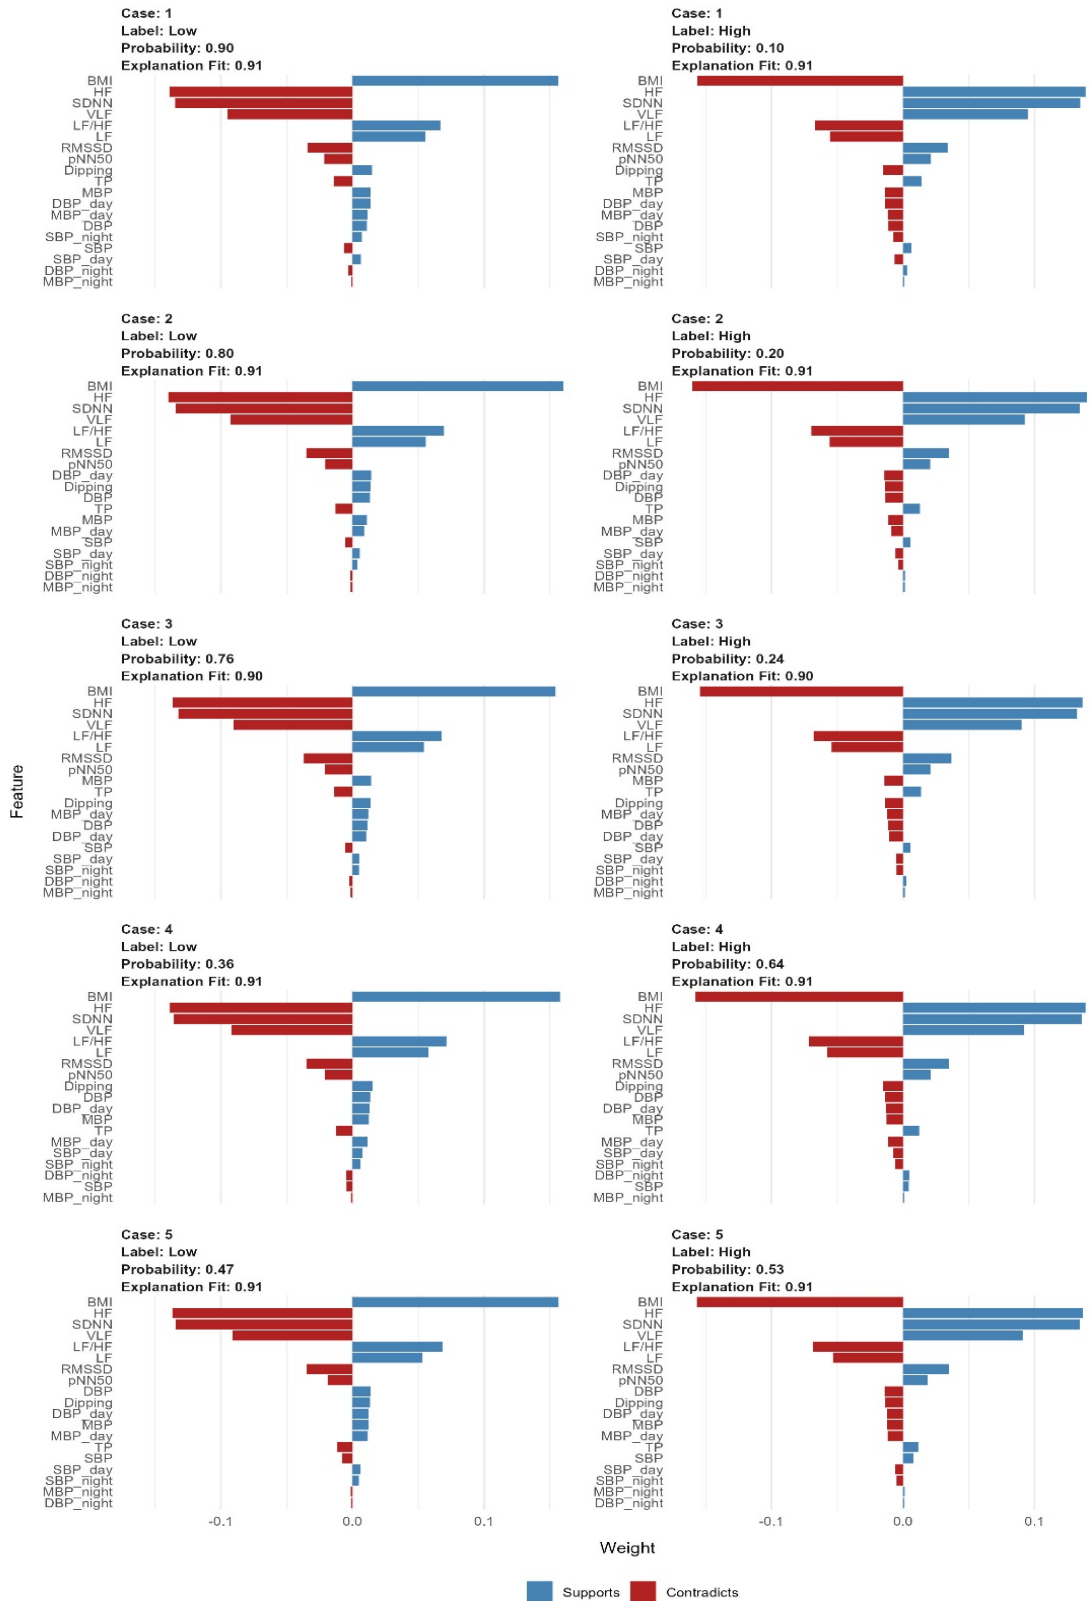 Case: 1
Label: Low
Probability: 0.90
Explanation Fit: 0.91
BMI
HF
SDNN
VLF
LF/HF
LF
RMSSD
pNN50
Dipping
TP
MBP
DBP_day
MBP_day
DBP
SBP_night
SBP
SBP_day
DBP_night
MBP_night
Case: 1
Label: High
Probability: 0.10
Explanation Fit: 0.91
BMI
HF
SDNN
VLF
LF/HF
LF
RMSSD
pNN50
Dipping
TP
MBP
DBP_day
MBP_day
DBP
SBP_night
SBP
SBP_day
DBP_night
MBP_night
Case: 2
Label: Low
Probability: 0.80
Explanation Fit: 0.91
BMI
HF
SDNN
VLF
LF/HF
LF
RMSSD
pNN50
DBP_day
Dipping
DBP
TP
MBP
MBP_day
SBP
SBP_day
SBP_night
DBP_night
MBP_night
Case: 2
Label: High
Probability: 0.20
Explanation Fit: 0.91
BMI
HF
SDNN
VLF
LF/HF
LF
RMSSD
pNN50
DBP_day
Dipping
DBP
TP
MBP
MBP_day
SBP
SBP_day
SBP_night
DBP_night
MBP_night
Case: 3
Label: Low
Probability: 0.76
Explanation Fit: 0.90
BMI
HF
SDNN
VLF
LF/HF
LF
RMSSD
pNN50
MBP
TP
Dipping
MBP_day
DBP
DBP_day
SBP
SBP_day
SBP_night
DBP_night
MBP_night
Case: 3
Label: High
Probability: 0.24
Explanation Fit: 0.90
BMI
HF
SDNN
VLF
LF/HF
LF
RMSSD
pNN50
MBP
TP
Dipping
MBP_day
DBP
DBP_day
SBP
SBP_day
SBP_night
DBP_night
MBP_night
Feature
Case: 4
Label: Low
Probability: 0.36
Explanation Fit: 0.91
BMI
HF
SDNN
VLF
LF/HF
LF
RMSSD
pNN50
Dipping
DBP
DBP_day
MBP
TP
MBP_day
SBP_day
SBP_night
DBP_night
SBP
MBP_night
Case: 4
Label: High
Probability: 0.64
Explanation Fit: 0.91
BMI
HF
SDNN
VLF
LF/HF
LF
RMSSD
pNN50
Dipping
DBP
DBP_day
MBP
TP
MBP_day
SBP_day
SBP_night
DBP_night
SBP
MBP_night
Case: 5
Label: Low
Probability: 0.47
Explanation Fit: 0.91
BMI
HF
SDNN
VLF
LF/HF
LF
RMSSD
pNN50
DBP
Dipping
DBP_day
MBP
MBP_day
TP
SBP
SBP_day
SBP_night
MBP_night
DBP_night
Case: 5
Label: High
Probability: 0.53
Explanation Fit: 0.91
BMI
HF
SDNN
VLF
LF/HF
LF
RMSSD
pNN50
DBP
Dipping
DBP_day
MBP
MBP_day
TP
SBP
SBP_day
SBP_night
MBP_night
DBP_night
-0.1 0.0 0.1 -0.1 0.0 0.1
Weight
Supports Contradicts